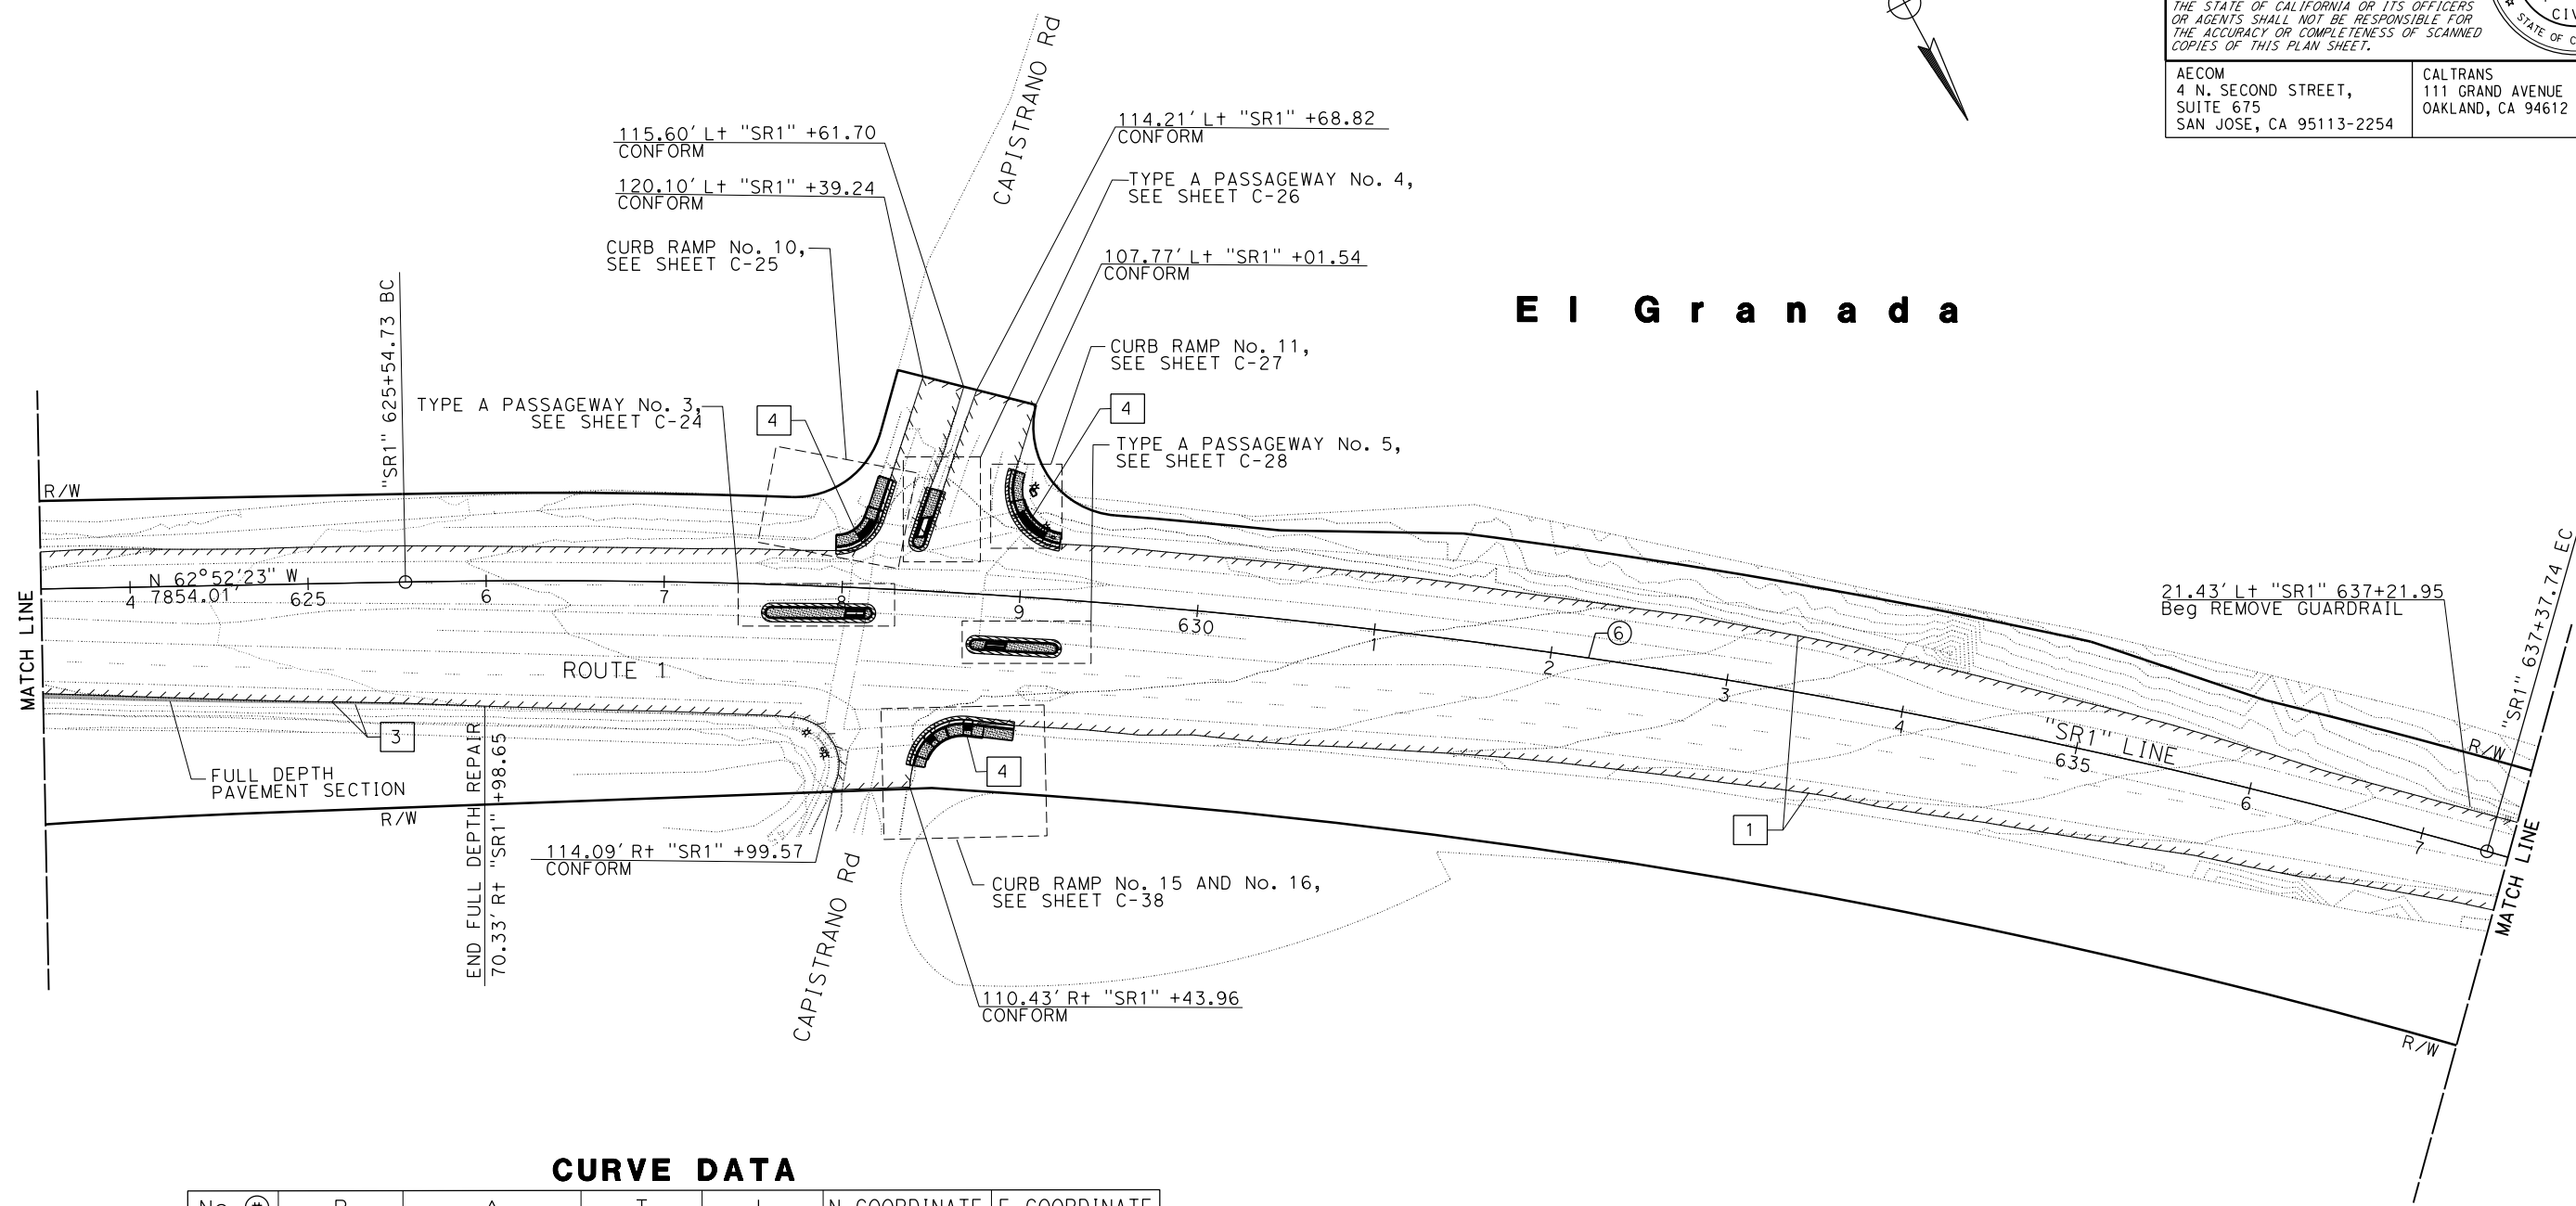 THE STATE OF CALIFORNIA OR ITS OFFICERS
OR AGENTS SHALL NOT BE RESPONSIBLE FOR
THE ACCURACY OR COMPLETENESS OF SCANNED
COPIES OF THIS PLAN SHEET.
AECOM
4 N. SECOND STREET,
SUITE 675
SAN JOSE, CA 95113-2254
CALTRANS
111 GRAND AVENUE
OAKLAND, CA 94612
STATE OF C
CAPISTRANO Rd
115.60' Lt "SR1" +61.70
CONFORM
114.21' Lt "SR1" +68.82
CONFORM
120.10' Lt "SR1" +39.24
CONFORM
TYPE A PASSAGEWAY No. 4,
SEE SHEET C-26
CURB RAMP No. 10,
SEE SHEET C-25
107.77' Lt "SR1" +01.54
CONFORM
El Granada
"SR1" 625+54.73 BC
CURB RAMP No. 11,
SEE SHEET C-27
TYPE A PASSAGEWAY No. 3,
SEE SHEET C-24
4
4
TYPE A PASSAGEWAY No. 5,
SEE SHEET C-28
R/W
N 62°52'23" W
7854.01'
4
625
6
7
8
9
630
1
2
3
4
635
6
7
6
MATCH LINE
ROUTE 1
21.43' Lt "SR1" 637+21.95
Beg REMOVE GUARDRAIL
"SR1" 637+37.74 EC
"SR1" LINE
R/W
3
FULL DEPTH
PAVEMENT SECTION
R/W
END FULL DEPTH REPAIR
70.33' Rt "SR1" +98.65
4
1
114.09' Rt "SR1" +99.57
CONFORM
CAPISTRANO Rd
CURB RAMP No. 15 AND No. 16,
SEE SHEET C-38
110.43' Rt "SR1" +43.96
CONFORM
MATCH LINE
R/W
CURVE DATA
No. # R Δ T L N COORDINATE E COORDINATE